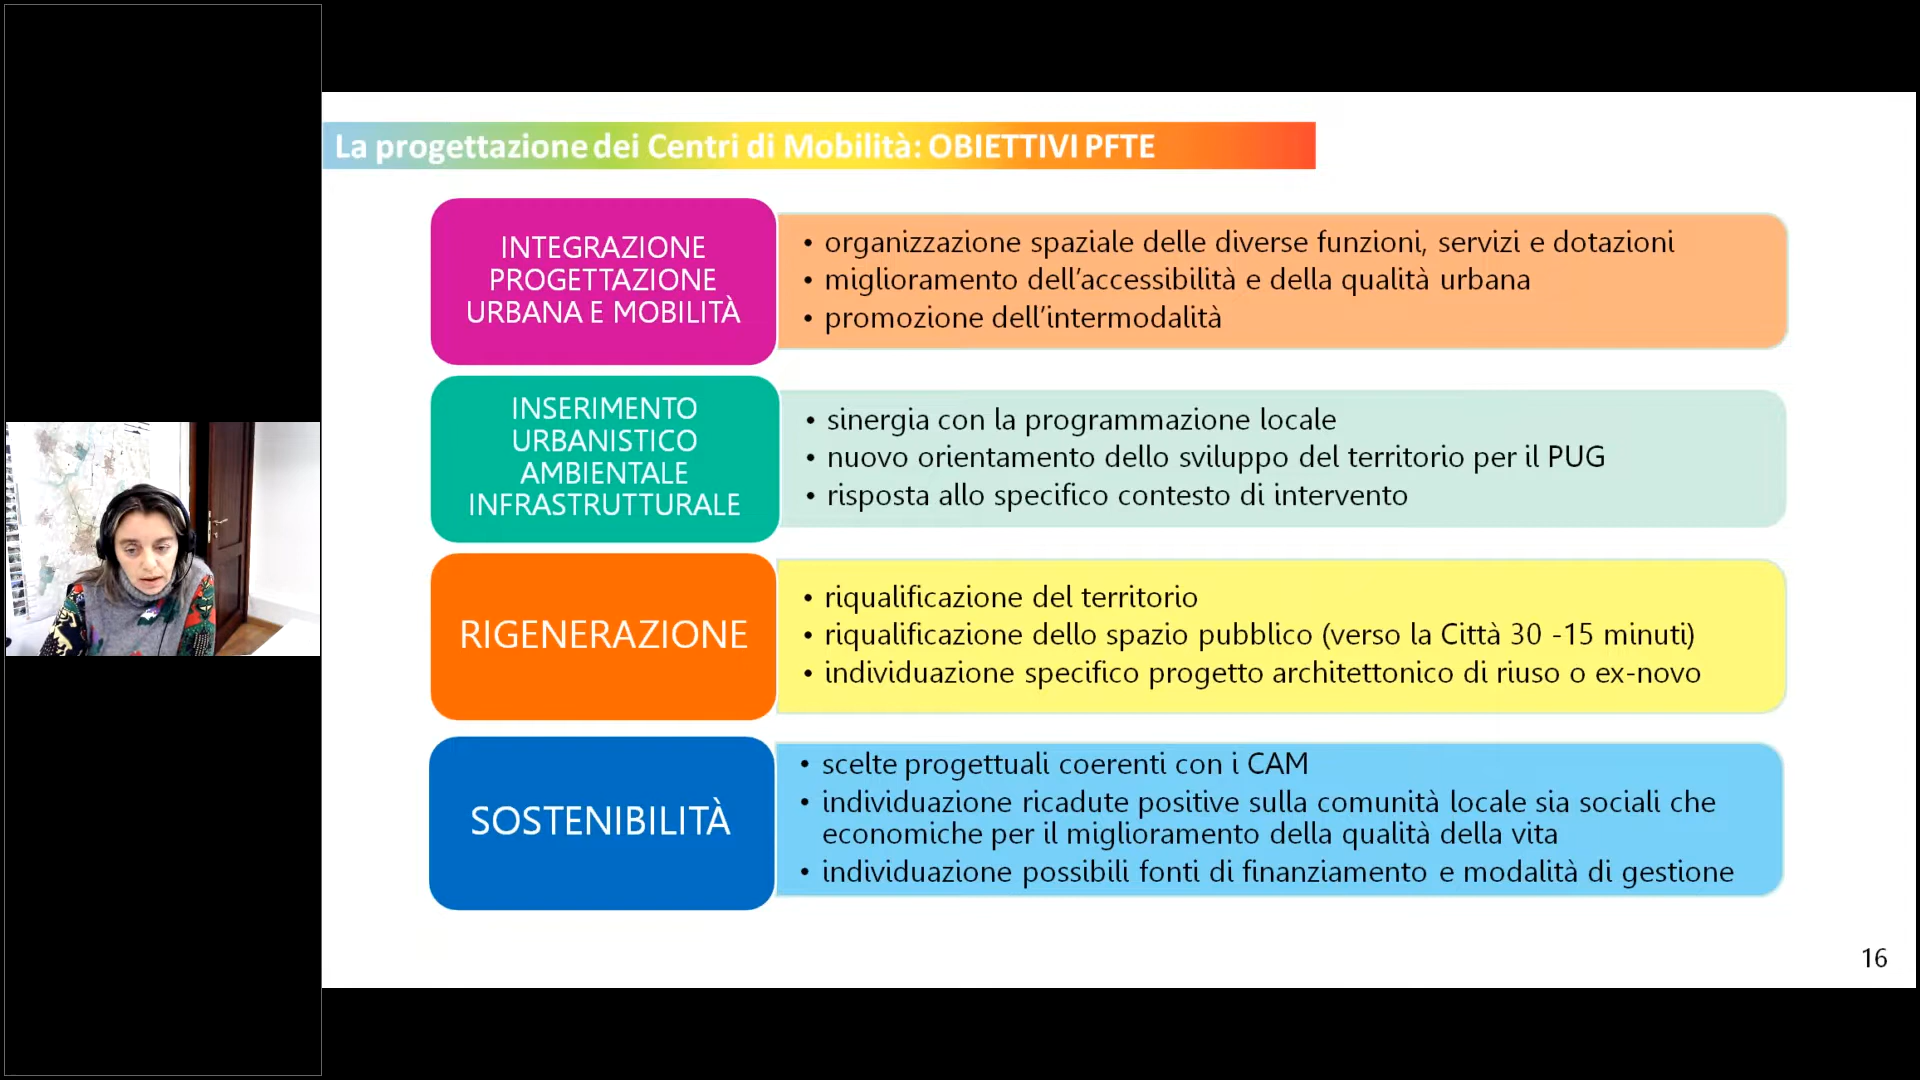 La progettazione dei Centri di Mobilità: OBIETTIVI PFTE
INTEGRAZIONE
PROGETTAZIONE
URBANA E MOBILITÀ
• organizzazione spaziale delle diverse funzioni, servizi e dotazioni
• miglioramento dell’accessibilità e della qualità urbana
• promozione dell’intermodalità
INSERIMENTO
URBANISTICO
AMBIENTALE
INFRASTRUTTURALE
• sinergia con la programmazione locale
• nuovo orientamento dello sviluppo del territorio per il PUG
• risposta allo specifico contesto di intervento
RIGENERAZIONE
• riqualificazione del territorio
• riqualificazione dello spazio pubblico (verso la Città 30 -15 minuti)
• individuazione specifico progetto architettonico di riuso o ex-novo
SOSTENIBILITÀ
• scelte progettuali coerenti con i CAM
• individuazione ricadute positive sulla comunità locale sia sociali che
economiche per il miglioramento della qualità della vita
• individuazione possibili fonti di finanziamento e modalità di gestione
16